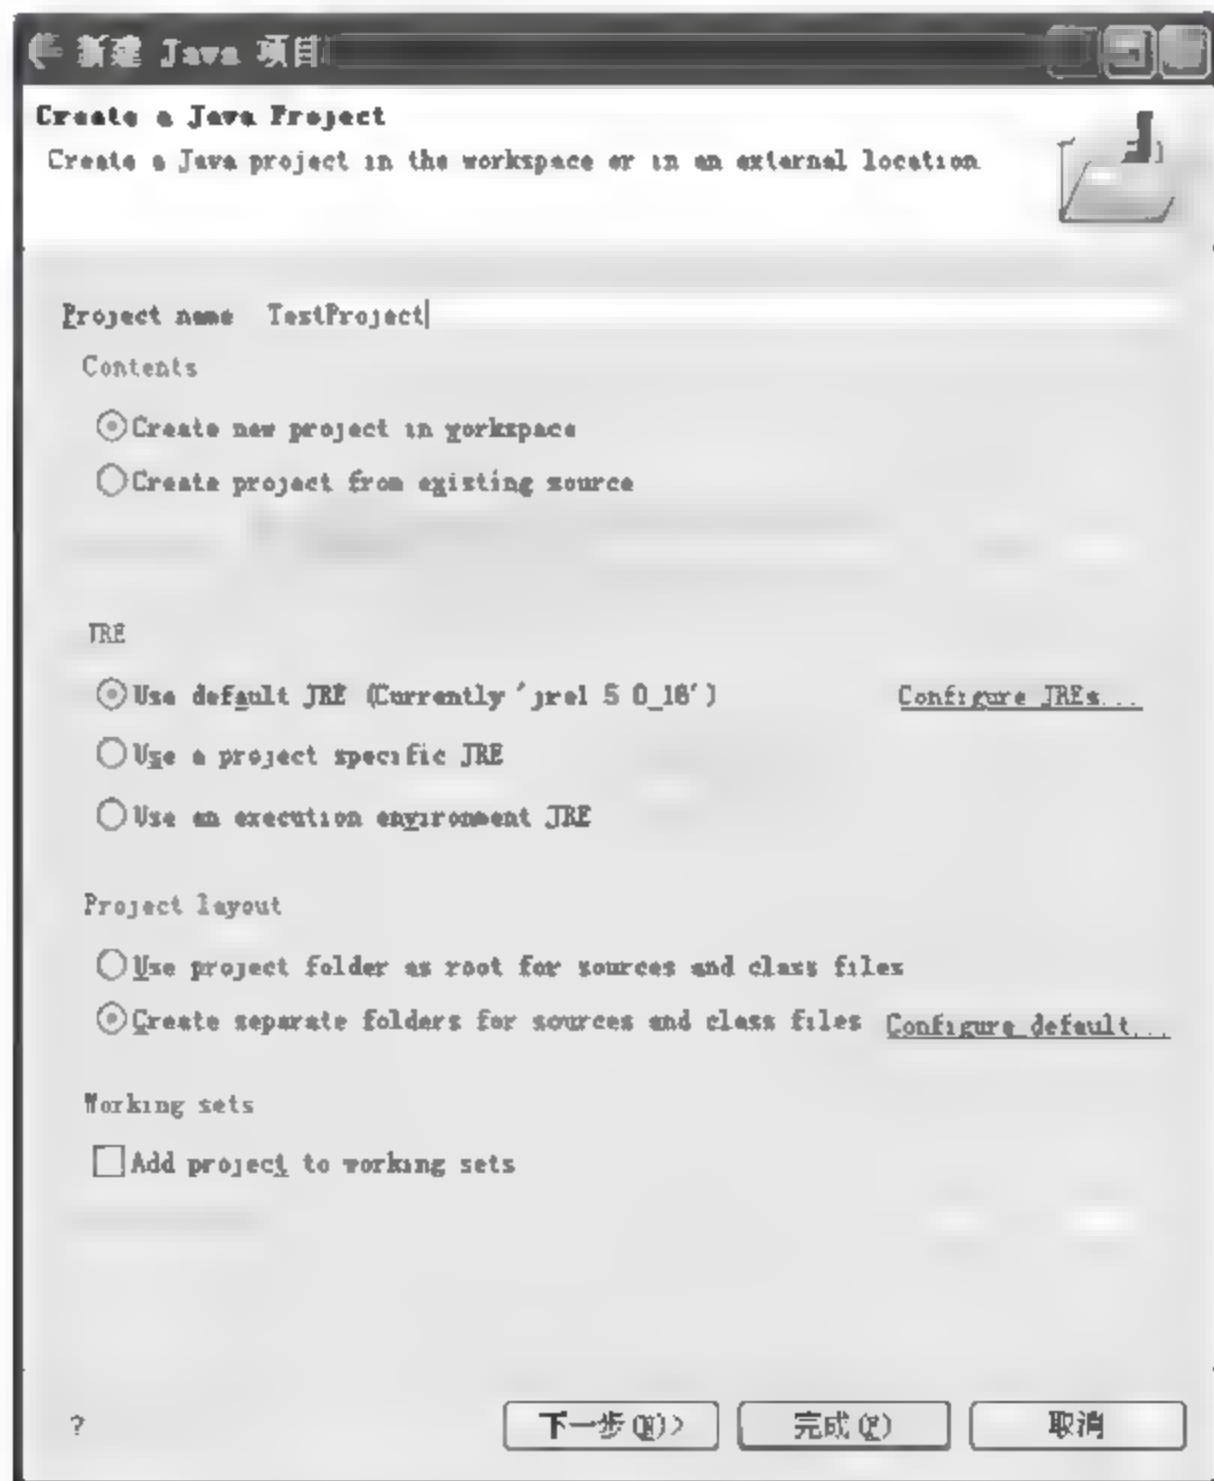 新建 Java 项目
Create a Java Project
Create a Java project in the workspace or in an external location
Project name TestProject
Contents
Create new project in workspace
Create project from existing source
JRE
Use default JRE (Currently 'jre1 5 0_16') Configure JREs...
Use a project specific JRE
Use an execution environment JRE
Project layout
Use project folder as root for sources and class files
Create separate folders for sources and class files Configure default...
Working sets
Add project to working sets
? 下一步(N)> 完成(F) 取消